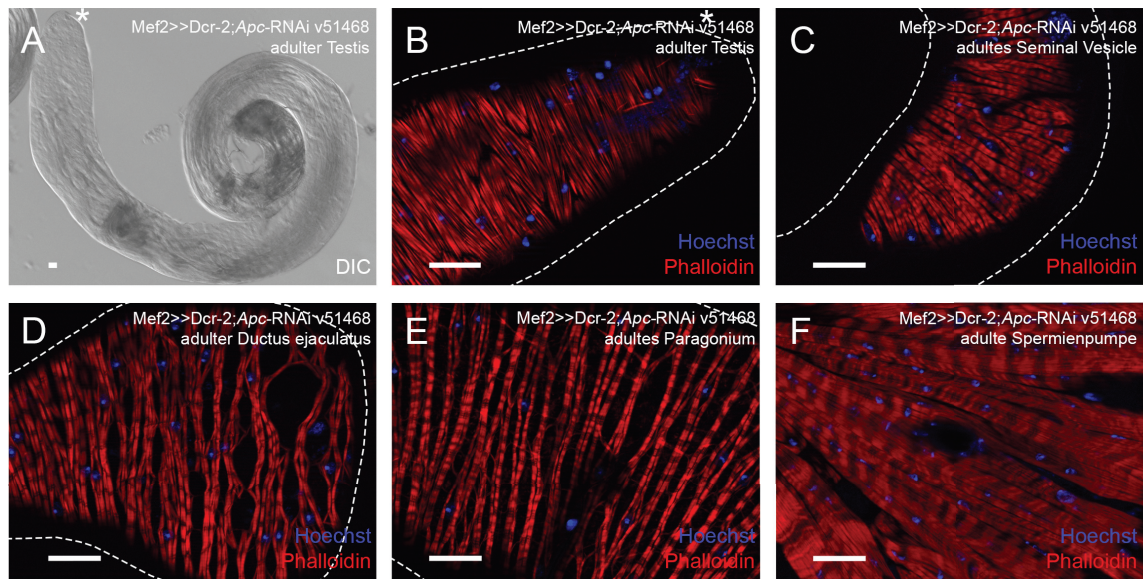 A
*
Mef2>>Dcr-2;Apc-RNAi v51468
adulter Testis
DIC
B
*
Mef2>>Dcr-2;Apc-RNAi v51468
adulter Testis
Hoechst
Phalloidin
C
Mef2>>Dcr-2;Apc-RNAi v51468
adultes Seminal Vesicle
Hoechst
Phalloidin
D
Mef2>>Dcr-2;Apc-RNAi v51468
adulter Ductus ejaculatus
Hoechst
Phalloidin
E
Mef2>>Dcr-2;Apc-RNAi v51468
adultes Paragonium
Hoechst
Phalloidin
F
Mef2>>Dcr-2;Apc-RNAi v51468
adulte Spermienpumpe
Hoechst
Phalloidin